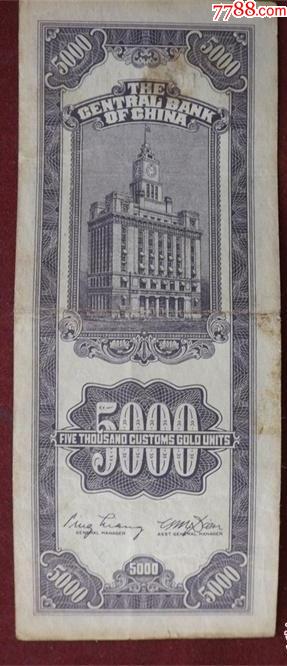 7788.com
5000
5000
THE
CENTRAL BANK
OF CHINA
5000
FIVE THOUSAND CUSTOMS GOLD UNITS
GENERAL MANAGER
ASST GENERAL MANAGER
5000
5000
5000